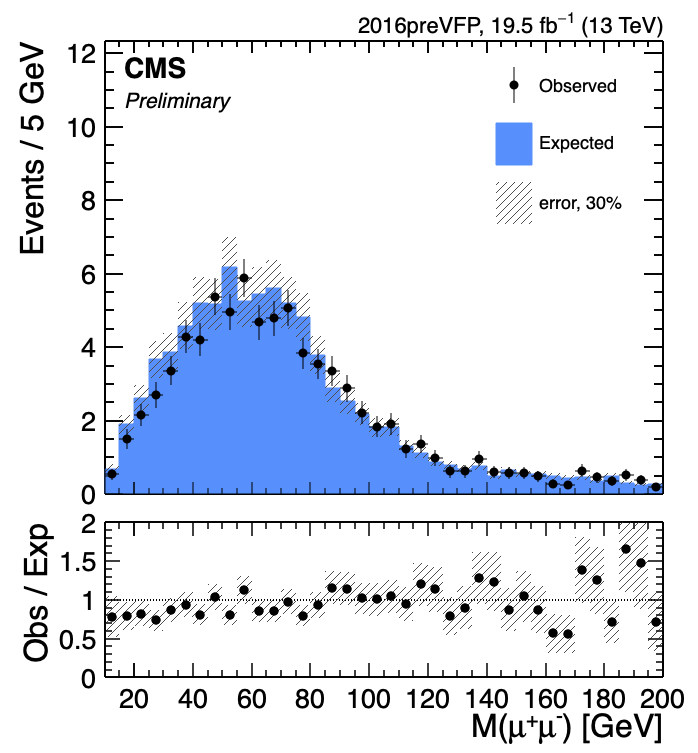 2016preVFP, 19.5 fb⁻¹ (13 TeV)
CMS
Preliminary
Observed
Expected
error, 30%
Events / 5 GeV
12
10
8
6
4
2
0
Obs / Exp
2
1.5
1
0.5
0
20 40 60 80 100 120 140 160 180 200
M(μ⁺μ⁻) [GeV]